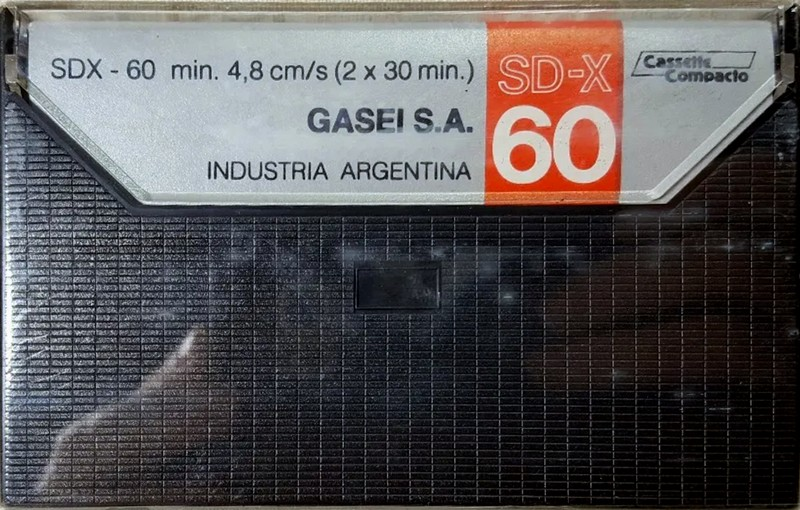 SDX - 60 min. 4,8 cm/s (2 x 30 min.)
GASEI S.A.
INDUSTRIA ARGENTINA
SD-X
60
Cassette
Compacto